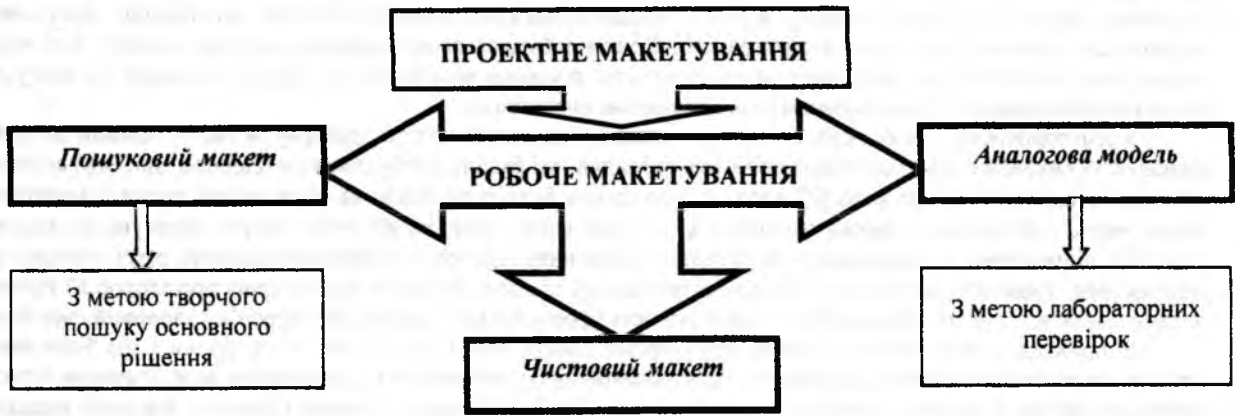 ПРОЕКТНЕ МАКЕТУВАННЯ
Пошуковий макет
РОБОЧЕ МАКЕТУВАННЯ
Аналогова модель
З метою творчого
пошуку основного
рішення
З метою лабораторних
перевірок
Чистовий макет